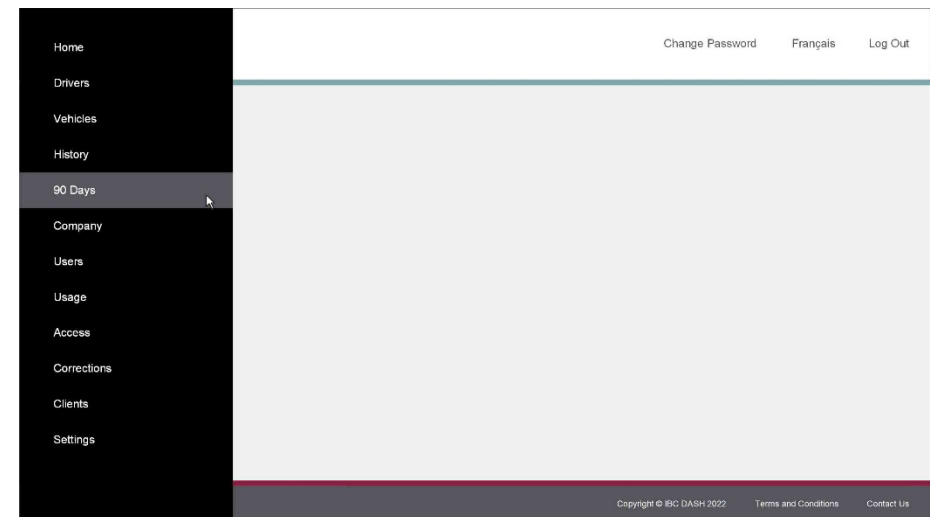 Home
Drivers
Vehicles
History
90 Days
Company
Users
Usage
Access
Corrections
Clients
Settings
Change Password Français Log Out
Copyright © IBC DASH 2022 Terms and Conditions Contact Us